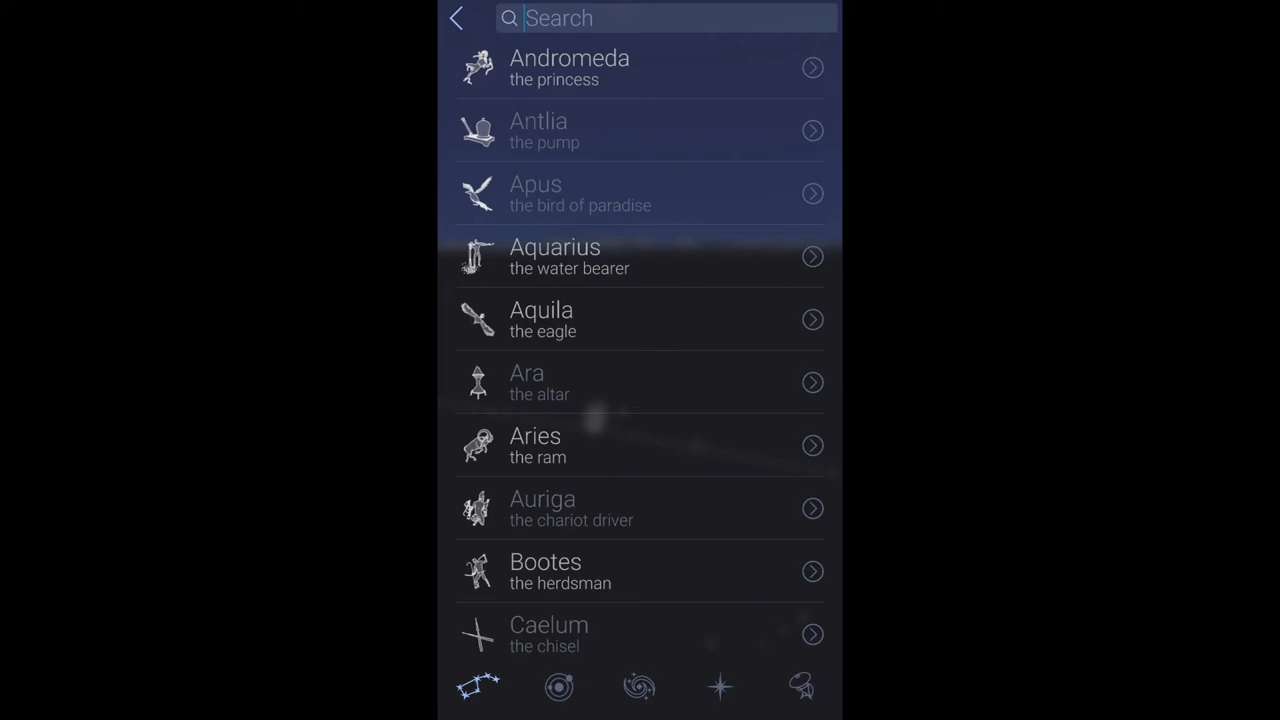 Search
Andromeda
the princess
Antlia
the pump
Apus
the bird of paradise
Aquarius
the water bearer
Aquila
the eagle
Ara
the altar
Aries
the ram
Auriga
the chariot driver
Bootes
the herdsman
Caelum
the chisel